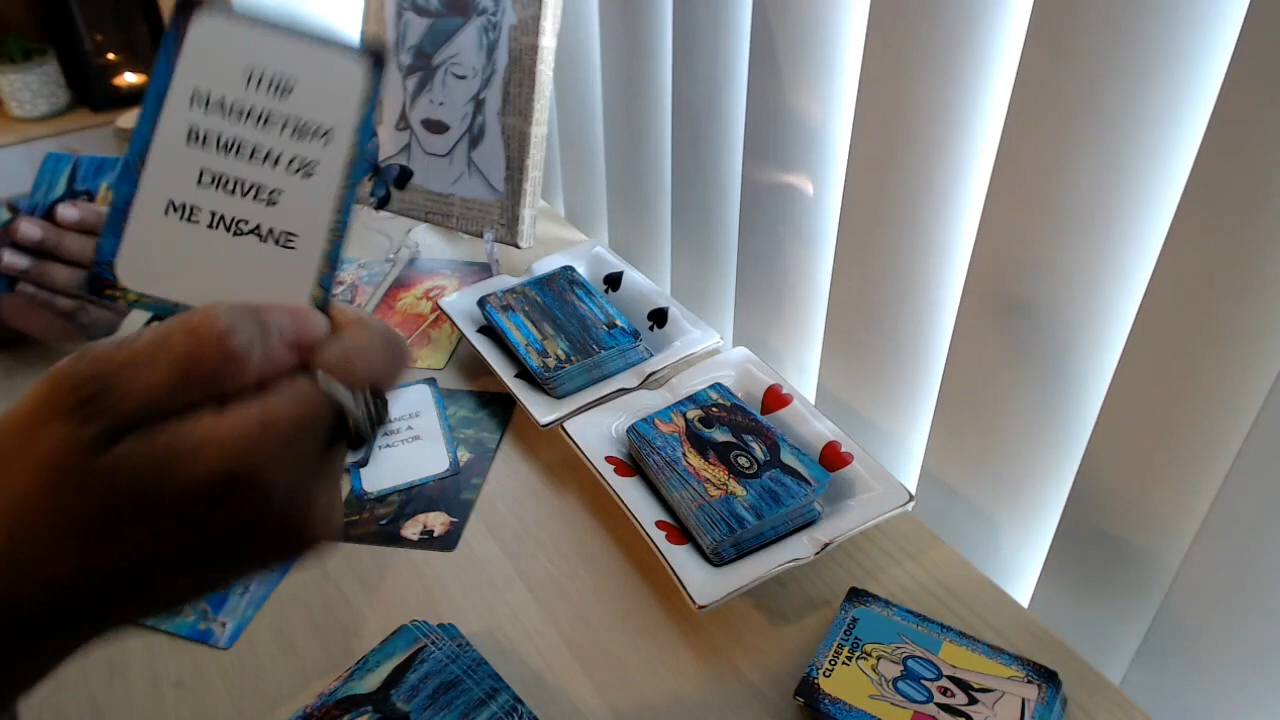 THE
MAGNETISM
BEWEEN US
DRIVES
ME INSANE
ARE A
FACTOR
CLOSER LOOK
TAROT